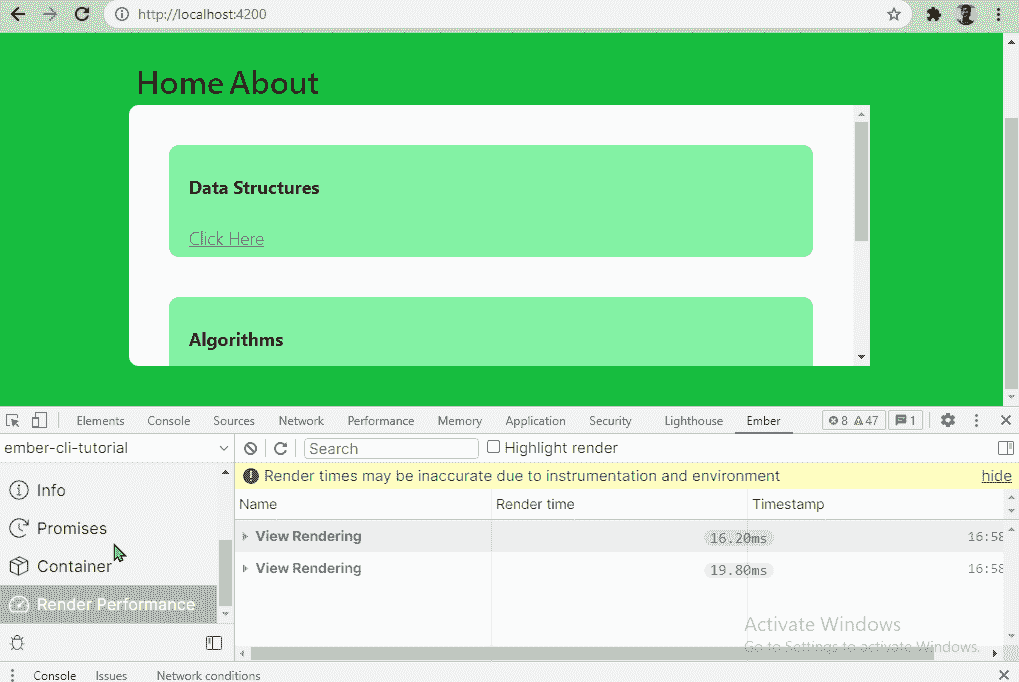 http://localhost:4200
Home About
Data Structures
Click Here
Algorithms
Elements Console Sources Network Performance Memory Application Security Lighthouse Ember 8 47 1
ember-cli-tutorial Search Highlight render
Render times may be inaccurate due to instrumentation and environment hide
Info
Name Render time Timestamp
Promises
View Rendering 16.20ms 16:58
Container
View Rendering 19.80ms 16:58
Render Performance
Activate Windows
Go to Settings to activate Windows.
Console Issues Network conditions